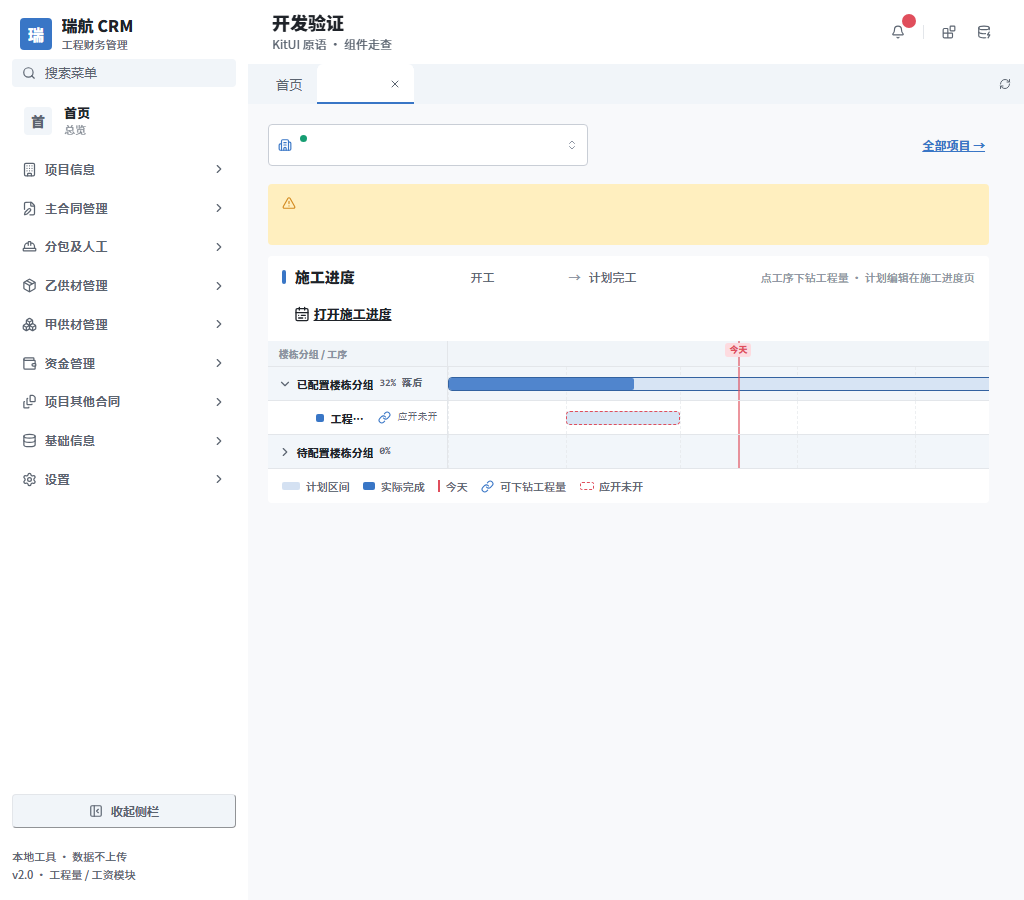 瑞
瑞航 CRM
工程财务管理
搜索菜单
首
首页
总览
项目信息
主合同管理
分包及人工
乙供材管理
甲供材管理
资金管理
项目其他合同
基础信息
设置
收起侧栏
本地工具 · 数据不上传
v2.0 · 工程量 / 工资模块
开发验证
KitUI 原语 · 组件走查
首页
全部项目 →
施工进度
开工 → 计划完工
点工序下钻工程量 · 计划编辑在施工进度页
打开施工进度
楼栋分组 / 工序
今天
已配置楼栋分组 32% 落后
工程… 应开未开
待配置楼栋分组 0%
计划区间 实际完成 今天 可下钻工程量 应开未开